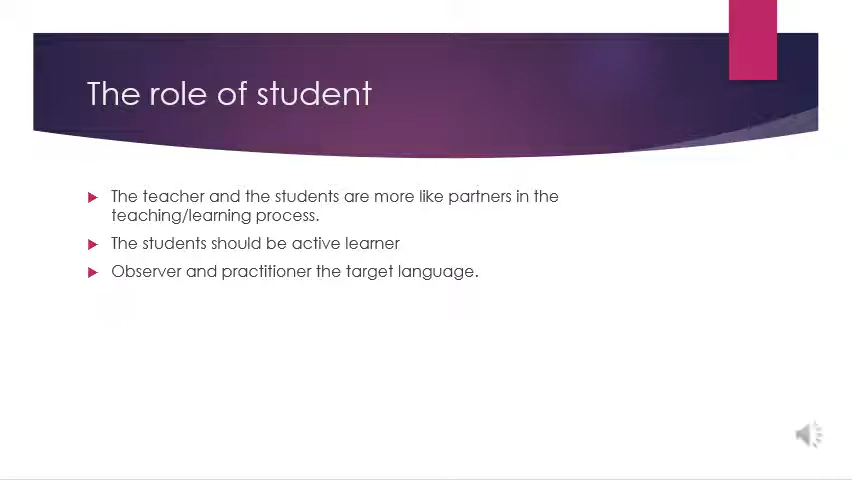 The role of student
The teacher and the students are more like partners in the
teaching/learning process.
The students should be active learner
Observer and practitioner the target language.